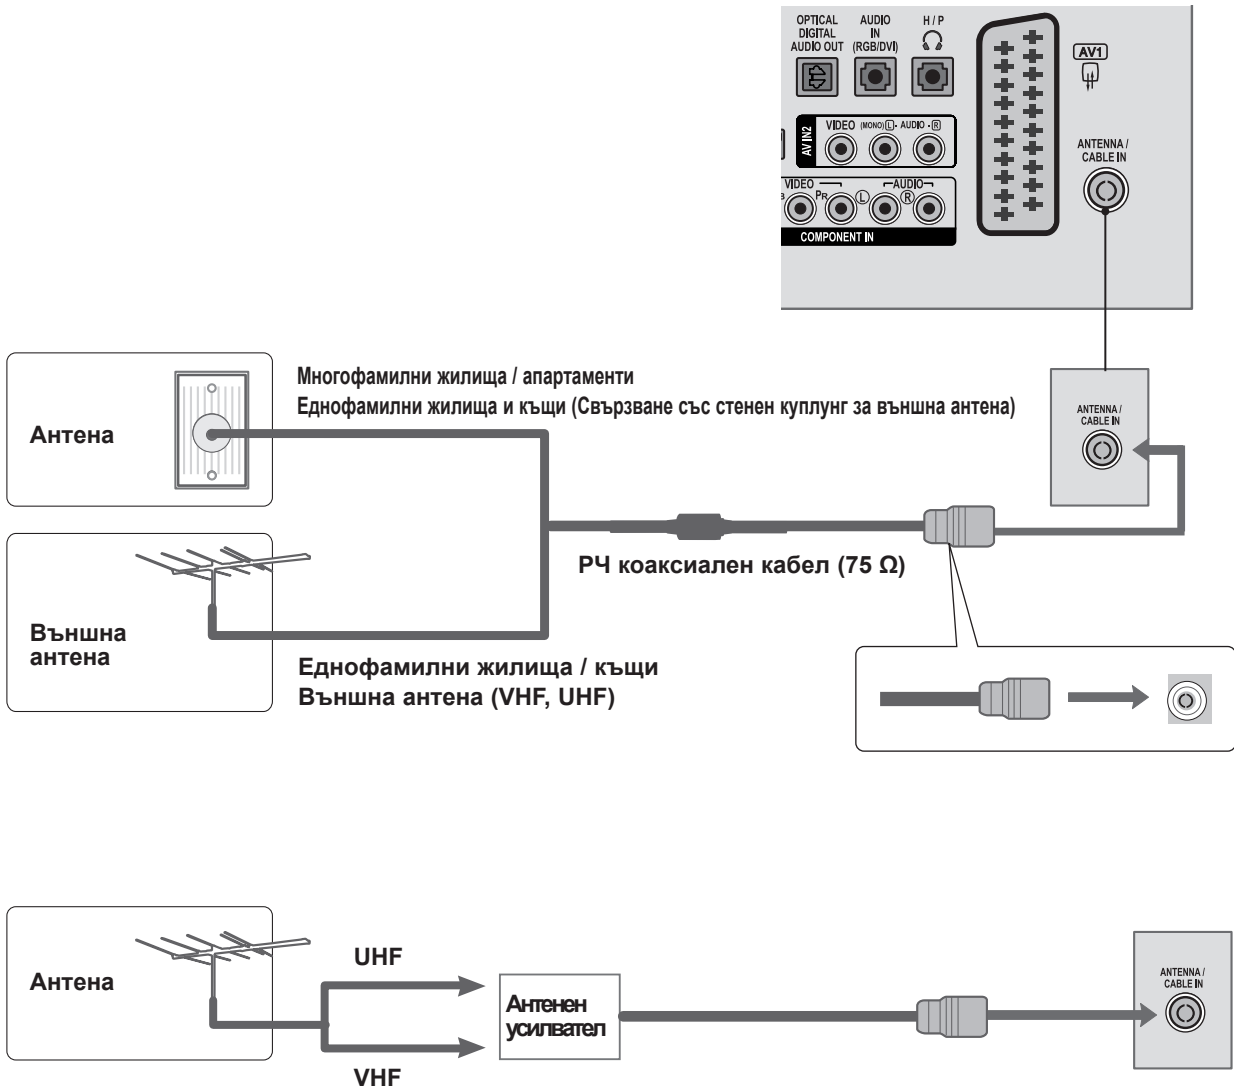 OPTICAL DIGITAL AUDIO OUT
AUDIO IN (RGB/DVI)
H / P
AV1
AV IN2
VIDEO (MONO) L - AUDIO - R
ANTENNA / CABLE IN
VIDEO
AUDIO
B PR L R
COMPONENT IN
Антена
Многофамилни жилища / апартаменти
Еднофамилни жилища и къщи (Свързване със стенен куплунг за външна антена)
ANTENNA / CABLE IN
РЧ коаксиален кабел (75 Ω)
Външна
антена
Еднофамилни жилища / къщи
Външна антена (VHF, UHF)
Антена
UHF
VHF
Антенен
усилвател
ANTENNA / CABLE IN